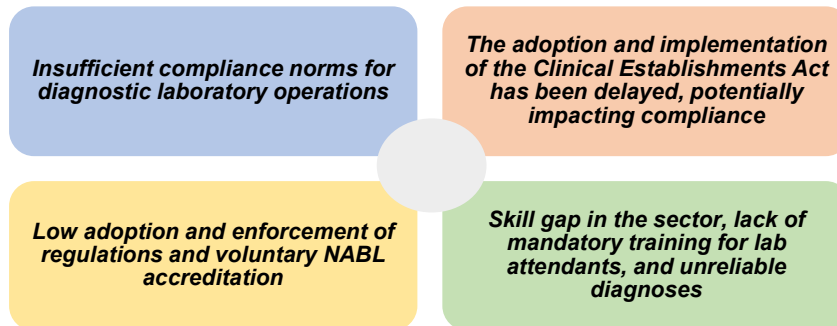 Insufficient compliance norms for
diagnostic laboratory operations
The adoption and implementation
of the Clinical Establishments Act
has been delayed, potentially
impacting compliance
Low adoption and enforcement of
regulations and voluntary NABL
accreditation
Skill gap in the sector, lack of
mandatory training for lab
attendants, and unreliable
diagnoses